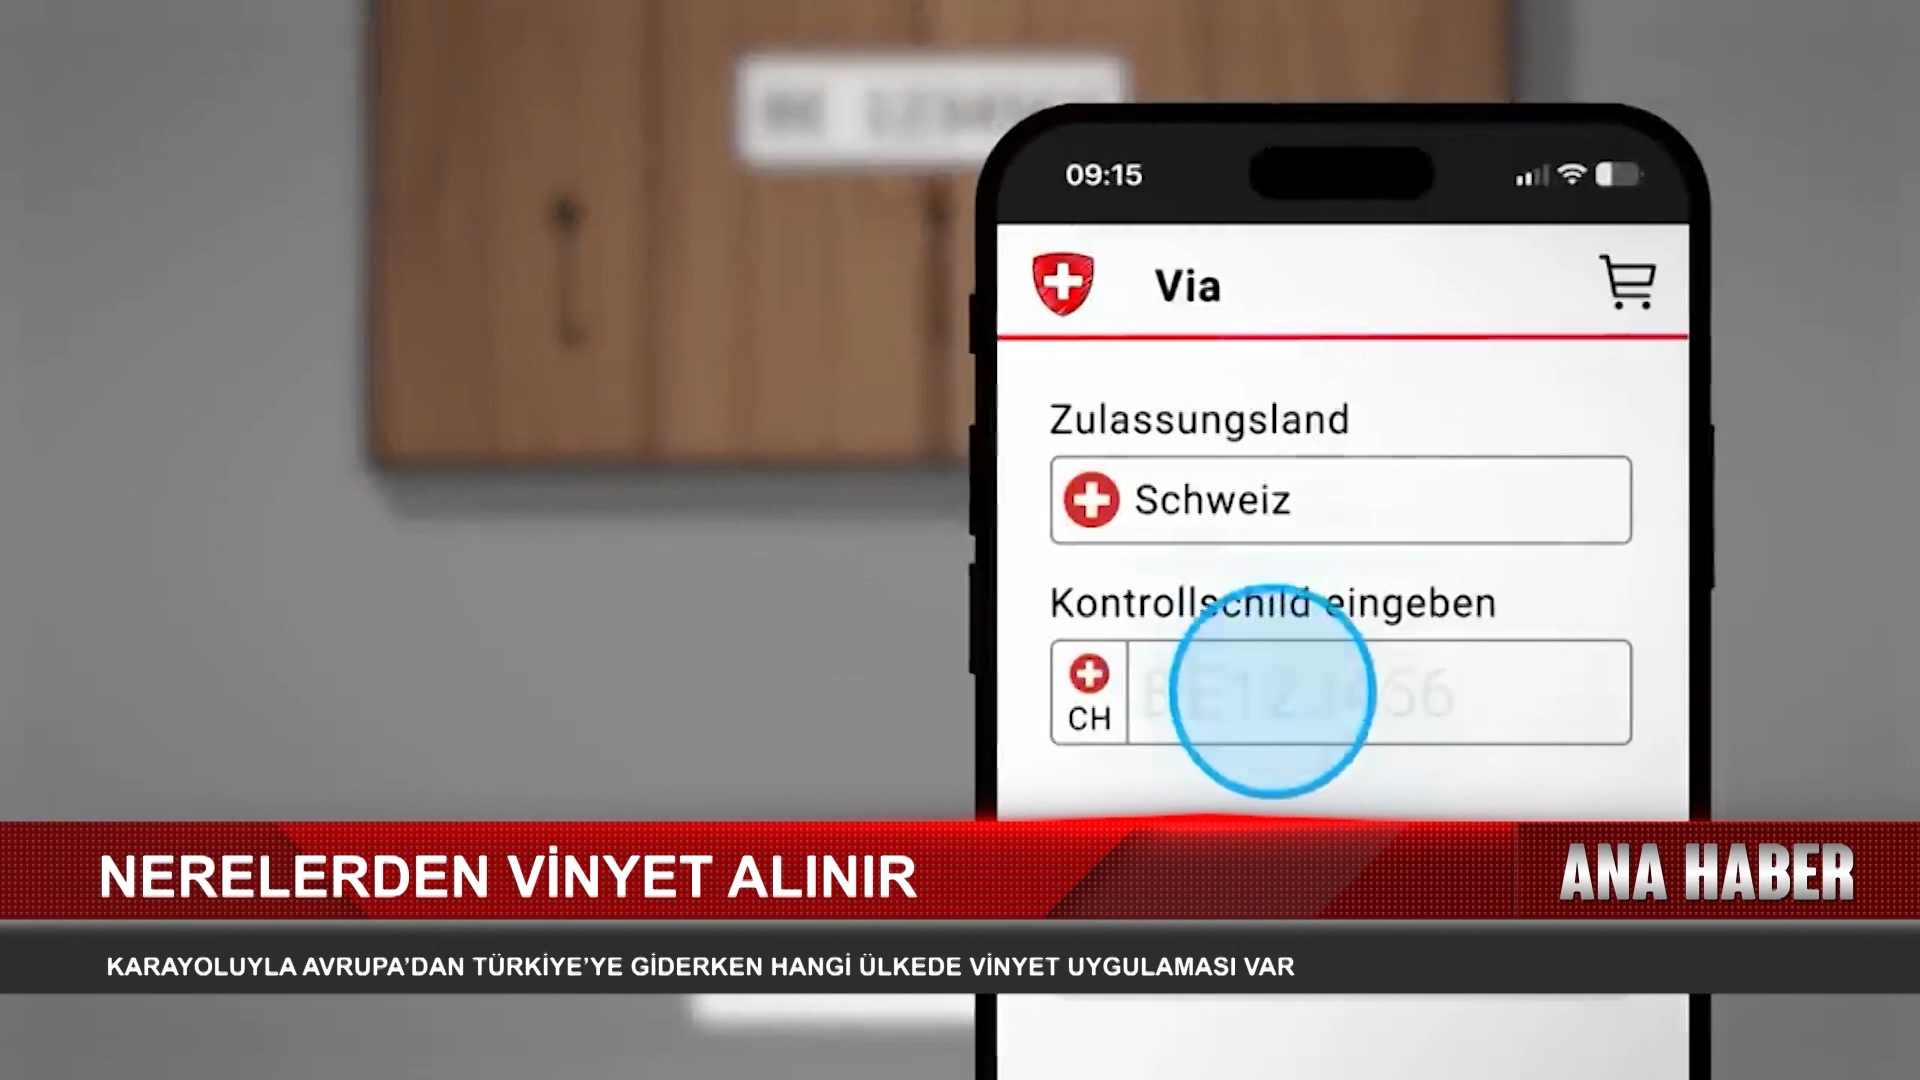 09:15
Via
Zulassungsland
Schweiz
Kontrollschild eingeben
CH
NERELERDEN VİNYET ALINIR
ANA HABER
KARAYOLUYLA AVRUPA'DAN TÜRKİYE'YE GİDERKEN HANGİ ÜLKEDE VİNYET UYGULAMASI VAR